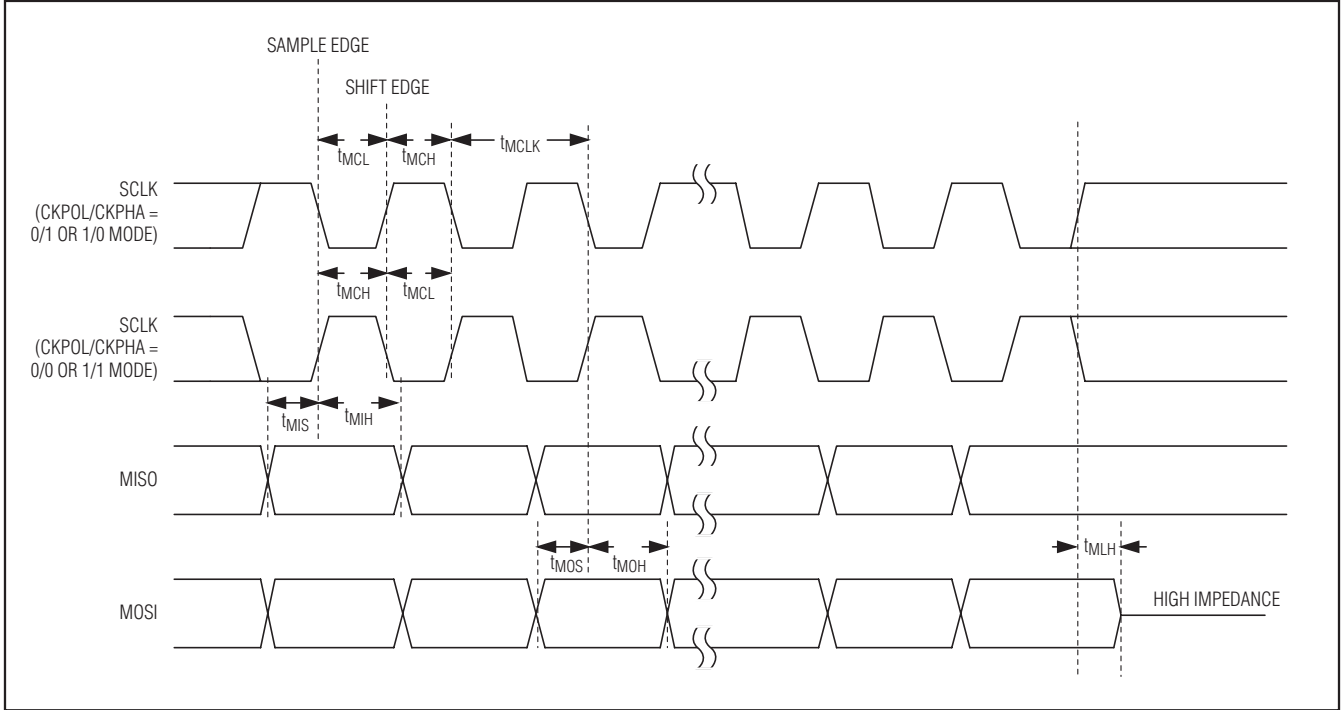 SAMPLE EDGE
SHIFT EDGE
tMCL
tMCH
tMCLK
SCLK
(CKPOL/CKPHA =
0/1 OR 1/0 MODE)
tMCH
tMCL
SCLK
(CKPOL/CKPHA =
0/0 OR 1/1 MODE)
tMIS
tMIH
MISO
tMOS
tMOH
tMLH
MOSI
HIGH IMPEDANCE